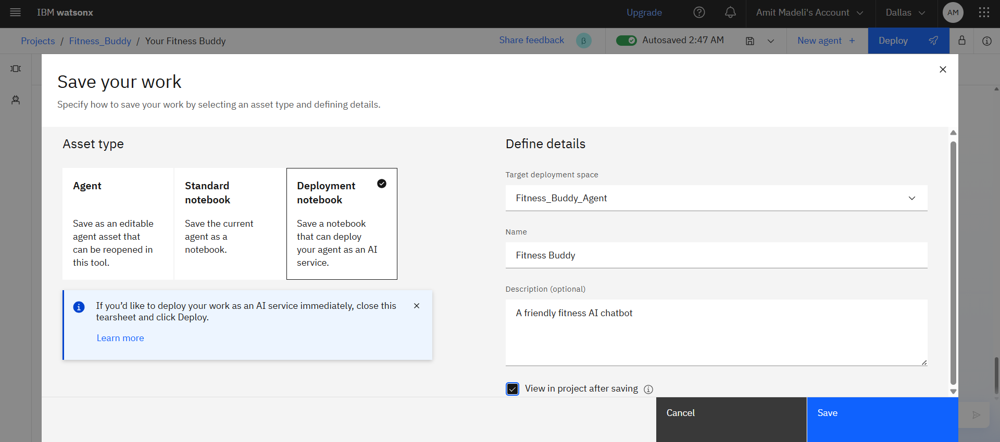 IBM watsonx
Upgrade
Amit Madeli's Account
Dallas
AM
Projects / Fitness_Buddy / Your Fitness Buddy
Share feedback
β
Autosaved 2:47 AM
New agent +
Deploy
Save your work
Specify how to save your work by selecting an asset type and defining details.
Asset type
Agent
Save as an editable
agent asset that
can be reopened in
this tool.
Standard
notebook
Save the current
agent as a
notebook.
Deployment
notebook
Save a notebook
that can deploy
your agent as an AI
service.
If you’d like to deploy your work as an AI service immediately, close this
tearsheet and click Deploy.
Learn more
Define details
Target deployment space
Fitness_Buddy_Agent
Name
Fitness Buddy
Description (optional)
A friendly fitness AI chatbot
View in project after saving
Cancel
Save